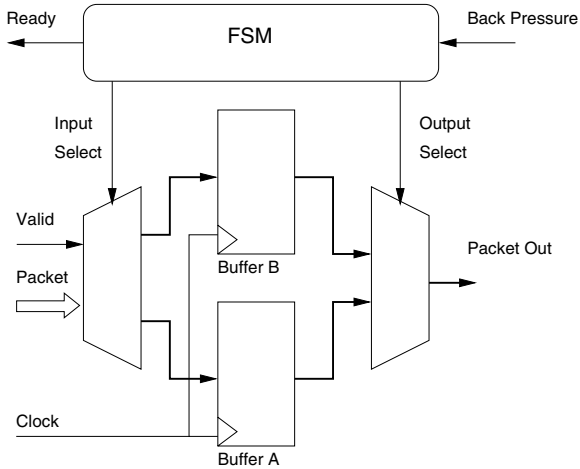 Ready
FSM
Back Pressure
Input
Select
Output
Select
Valid
Packet
Buffer B
Packet Out
Clock
Buffer A